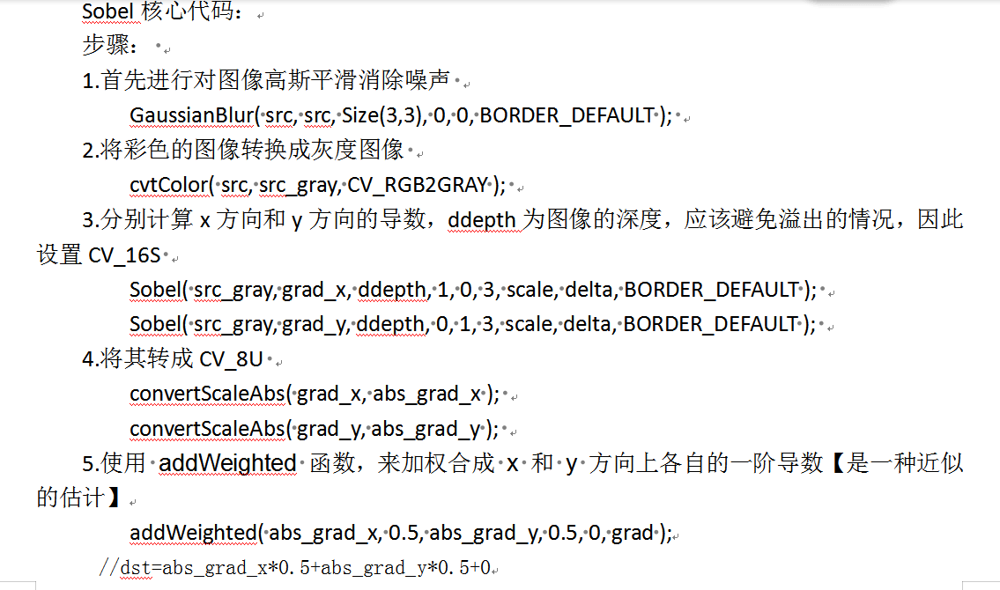 Sobel 核心代码：
步骤：
1.首先进行对图像高斯平滑消除噪声
GaussianBlur( src, src, Size(3,3), 0, 0, BORDER_DEFAULT );
2.将彩色的图像转换成灰度图像
cvtColor( src, src_gray, CV_RGB2GRAY );
3.分别计算 x 方向和 y 方向的导数，ddepth 为图像的深度，应该避免溢出的情况，因此
设置 CV_16S
Sobel( src_gray, grad_x, ddepth, 1, 0, 3, scale, delta, BORDER_DEFAULT );
Sobel( src_gray, grad_y, ddepth, 0, 1, 3, scale, delta, BORDER_DEFAULT );
4.将其转成 CV_8U
convertScaleAbs( grad_x, abs_grad_x );
convertScaleAbs( grad_y, abs_grad_y );
5.使用 addWeighted 函数，来加权合成 x 和 y 方向上各自的一阶导数【是一种近似
的估计】
addWeighted( abs_grad_x, 0.5, abs_grad_y, 0.5, 0, grad );
//dst=abs_grad_x*0.5+abs_grad_y*0.5+0